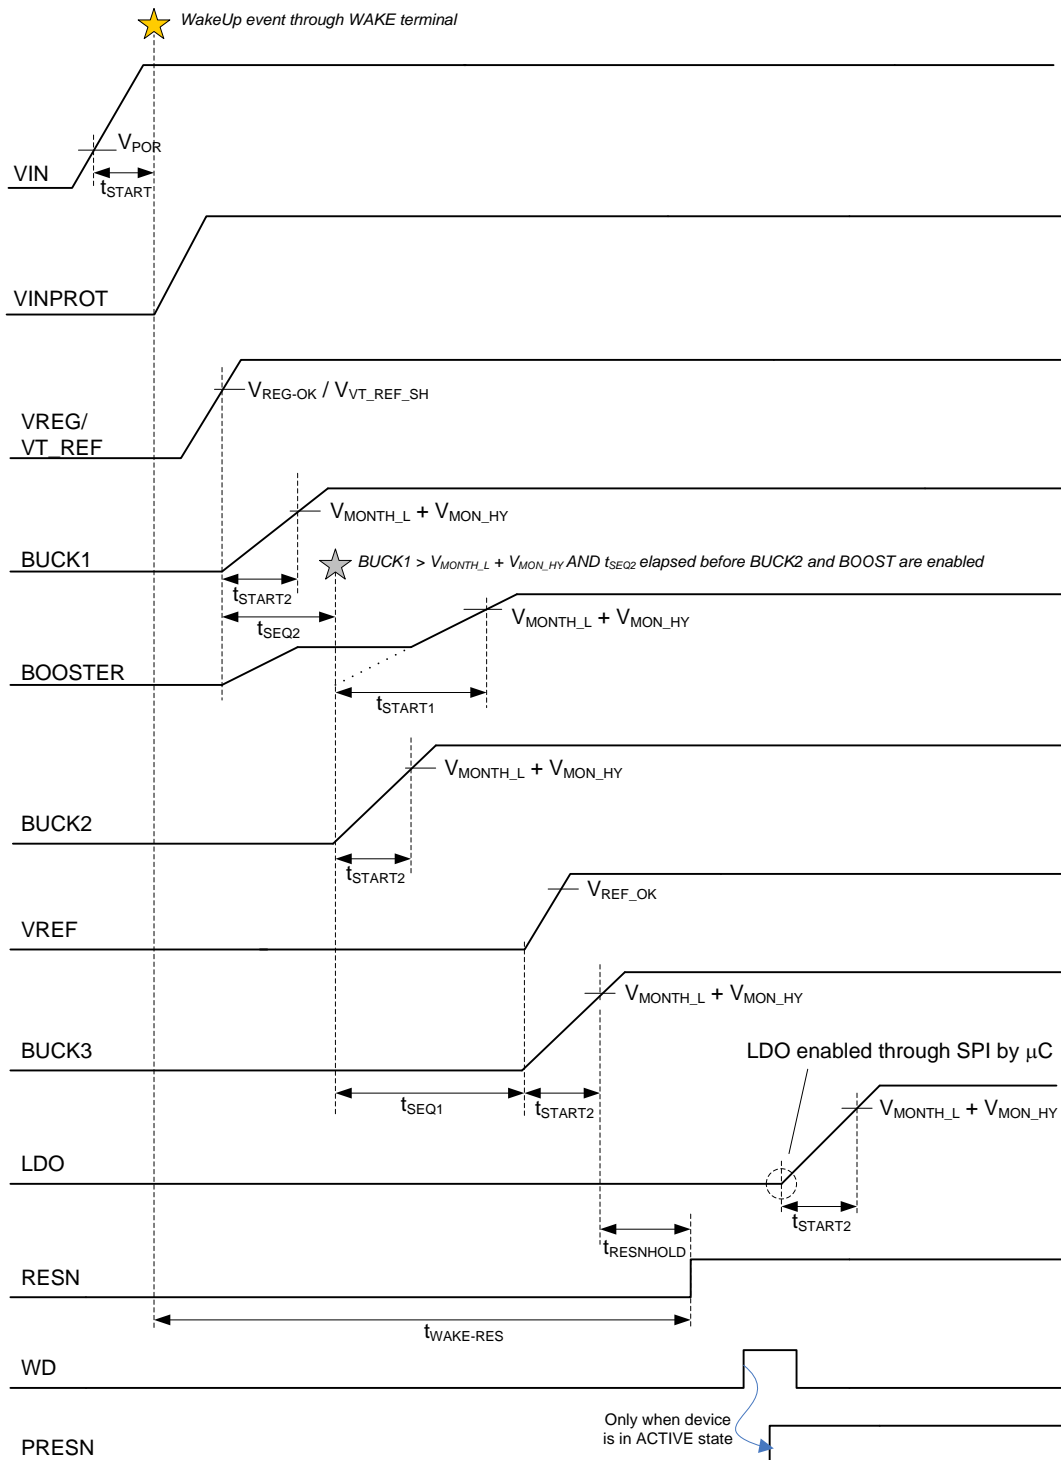 WakeUp event through WAKE terminal
VPOR
VIN
tSTART
VINPROT
VREG-OK / VVT_REF_SH
VREG/
VT_REF
VMONTH_L + VMON_HY
BUCK1
BUCK1 > VMONTH_L + VMON_HY AND tSEQ2 elapsed before BUCK2 and BOOST are enabled
tSTART2
VMONTH_L + VMON_HY
tSEQ2
BOOSTER
tSTART1
VMONTH_L + VMON_HY
BUCK2
tSTART2
VREF_OK
VREF
VMONTH_L + VMON_HY
BUCK3
LDO enabled through SPI by μC
tSEQ1
tSTART2
VMONTH_L + VMON_HY
LDO
tSTART2
tRESNHOLD
RESN
tWAKE-RES
WD
Only when device
is in ACTIVE state
PRESN